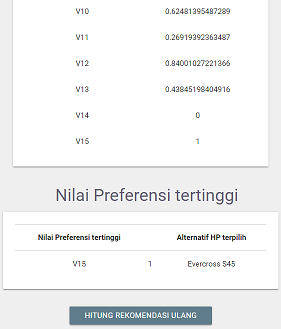 V10 0.62481395487289
V11 0.26919392363487
V12 0.84001027221366
V13 0.43845198404916
V14 0
V15 1
Nilai Preferensi tertinggi
Nilai Preferensi tertinggi Alternatif HP terpilih
V15 1 Evercross S45
HITUNG REKOMENDASI ULANG